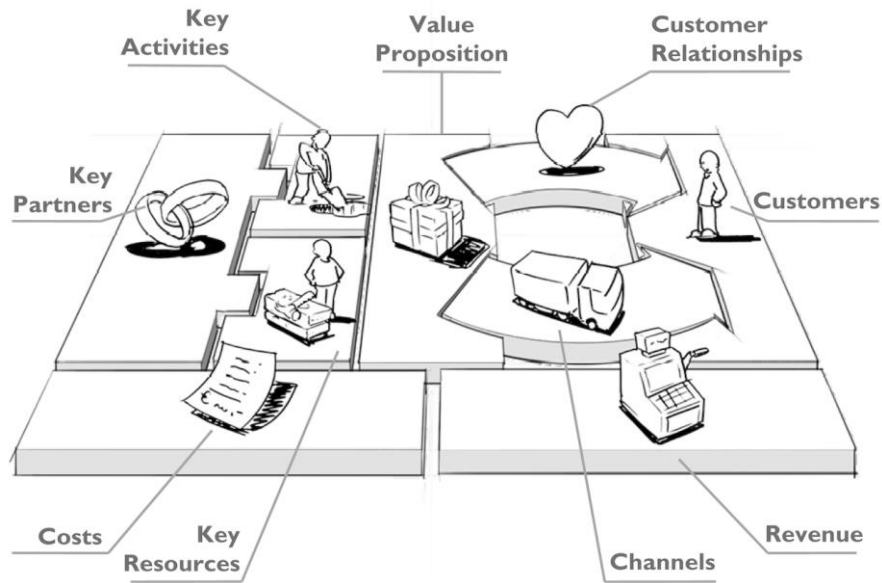 Key
Activities
Value
Proposition
Customer
Relationships
Key
Partners
Customers
€
Costs
Key
Resources
Channels
Revenue